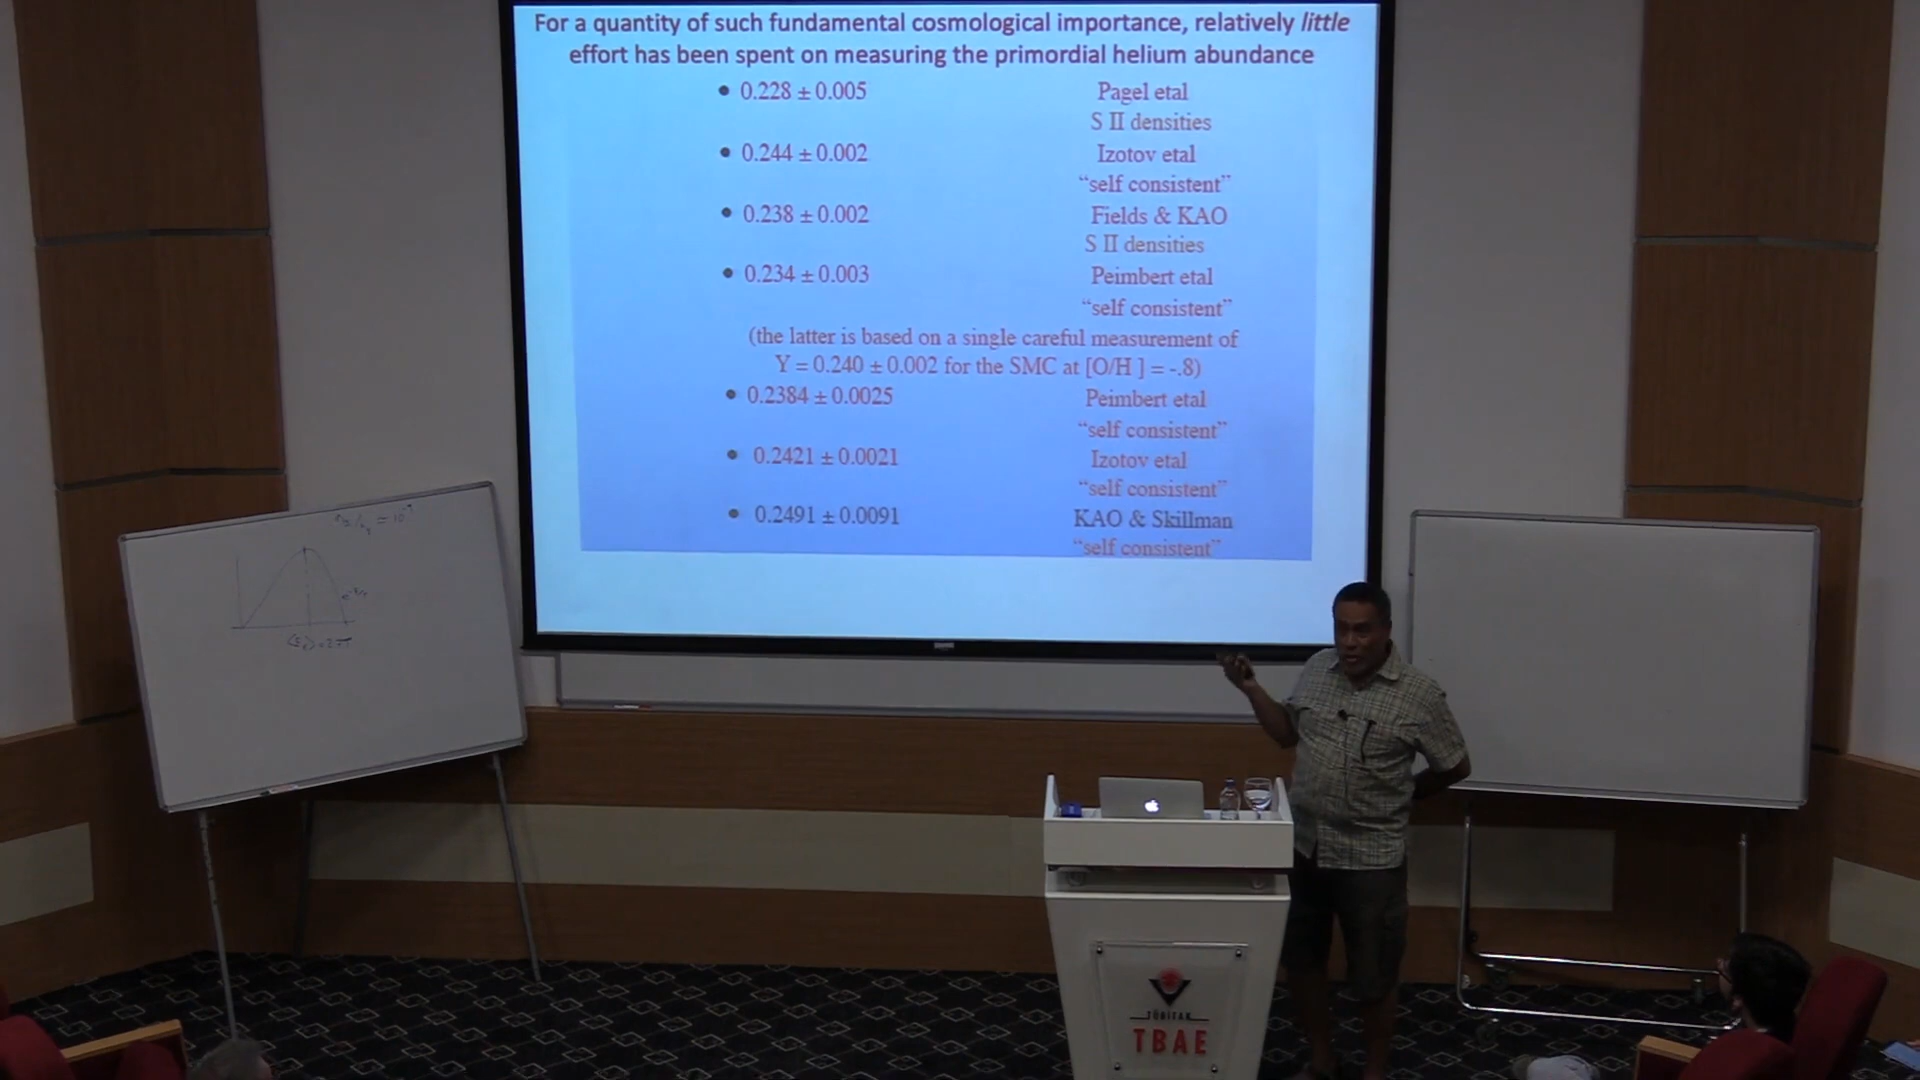 For a quantity of such fundamental cosmological importance, relatively little
effort has been spent on measuring the primordial helium abundance
• 0.228 ± 0.005 Pagel etal
S II densities
• 0.244 ± 0.002 Izotov etal
“self consistent”
• 0.238 ± 0.002 Fields & KAO
S II densities
• 0.234 ± 0.003 Peimbert etal
“self consistent”
(the latter is based on a single careful measurement of
Y = 0.240 ± 0.002 for the SMC at [O/H ] = -.8)
• 0.2384 ± 0.0025 Peimbert etal
“self consistent”
• 0.2421 ± 0.0021 Izotov etal
“self consistent”
• 0.2491 ± 0.0091 KAO & Skillman
“self consistent”
TÜBİTAK
TBAE